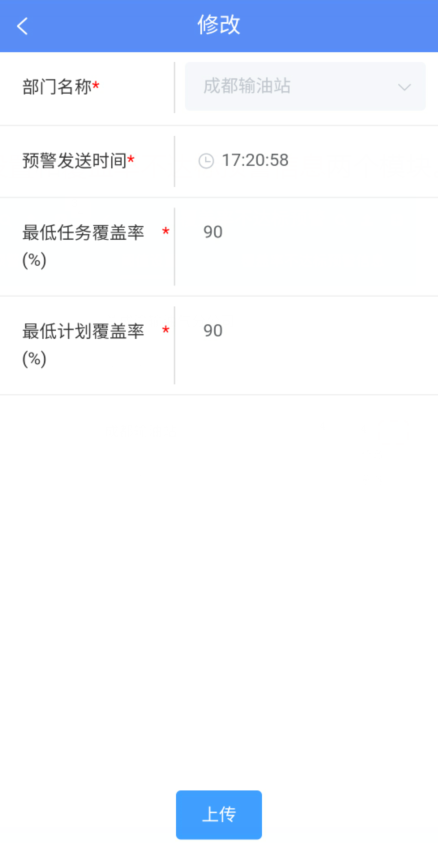 修改
部门名称* 成都输油站
预警发送时间* 17:20:58
最低任务覆盖率 * 90
(%)
最低计划覆盖率 * 90
(%)
上传